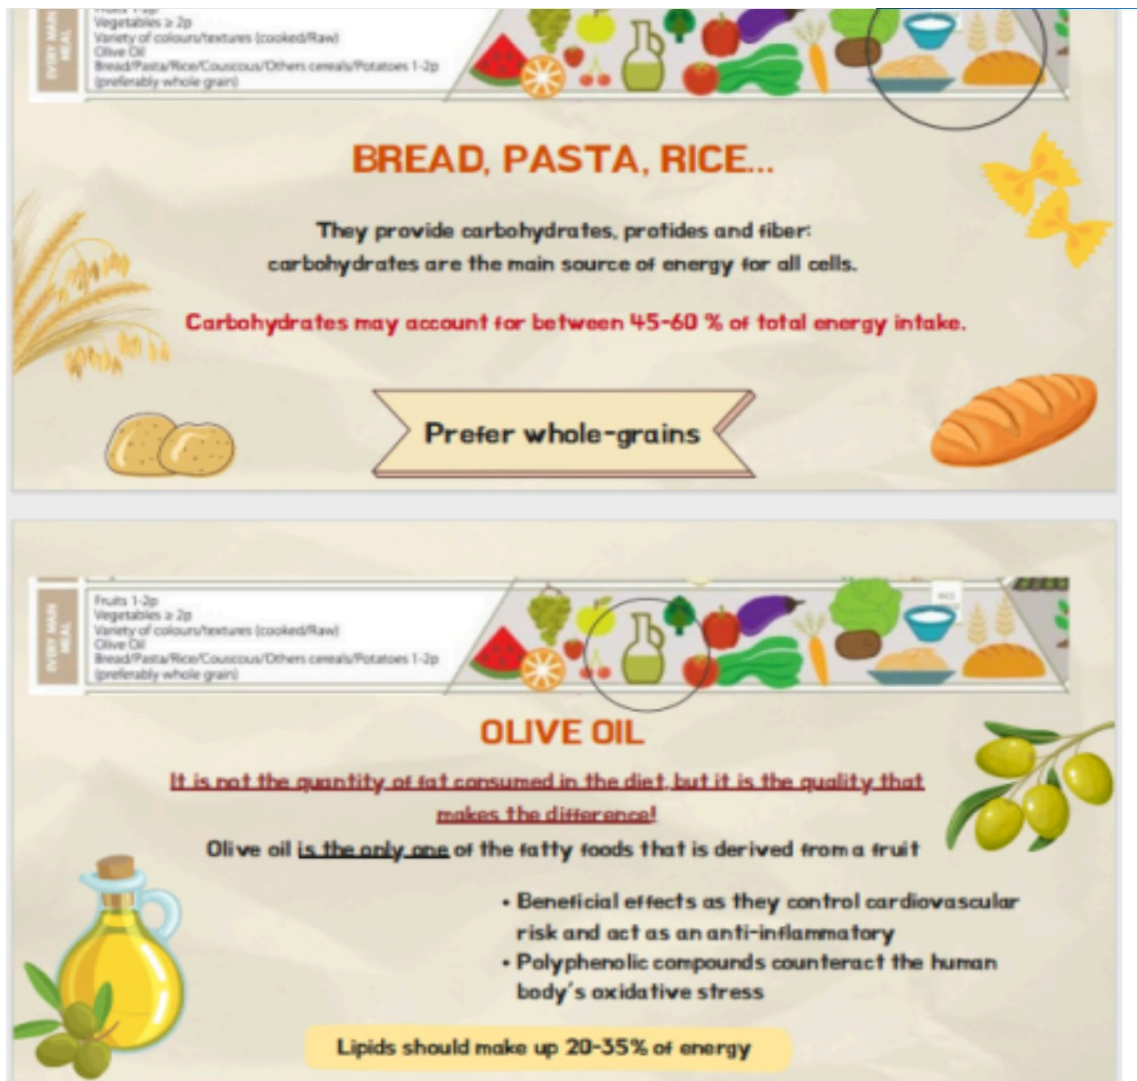 EVERY MAIN
MEAL
Vegetables ≥ 2p
Variety of colours/textures (cooked/Raw)
Olive Oil
Bread/Pasta/Rice/Couscous/Others cereals/Potatoes 1-2p
(preferably whole grain)
BREAD, PASTA, RICE...
They provide carbohydrates, protides and fiber:
carbohydrates are the main source of energy for all cells.
Carbohydrates may account for between 45-60 % of total energy intake.
Prefer whole-grains
EVERY MAIN
MEAL
Fruits 1-2p
Vegetables ≥ 2p
Variety of colours/textures (cooked/Raw)
Olive Oil
Bread/Pasta/Rice/Couscous/Others cereals/Potatoes 1-2p
(preferably whole grain)
RICE
OLIVE OIL
It is not the quantity of fat consumed in the diet, but it is the quality that
makes the difference!
Olive oil is the only one of the fatty foods that is derived from a fruit
• Beneficial effects as they control cardiovascular
risk and act as an anti-inflammatory
• Polyphenolic compounds counteract the human
body's oxidative stress
Lipids should make up 20-35% of energy